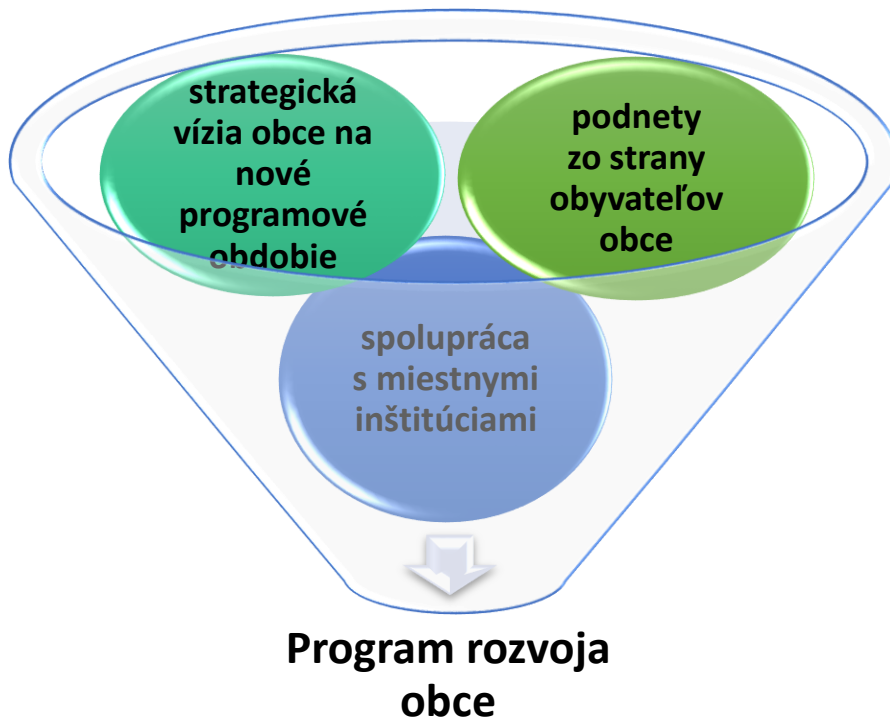 strategická
vízia obce na
nové
programové
obdobie
podnety
zo strany
obyvateľov
obce
spolupráca
s miestnymi
inštitúciami
Program rozvoja
obce